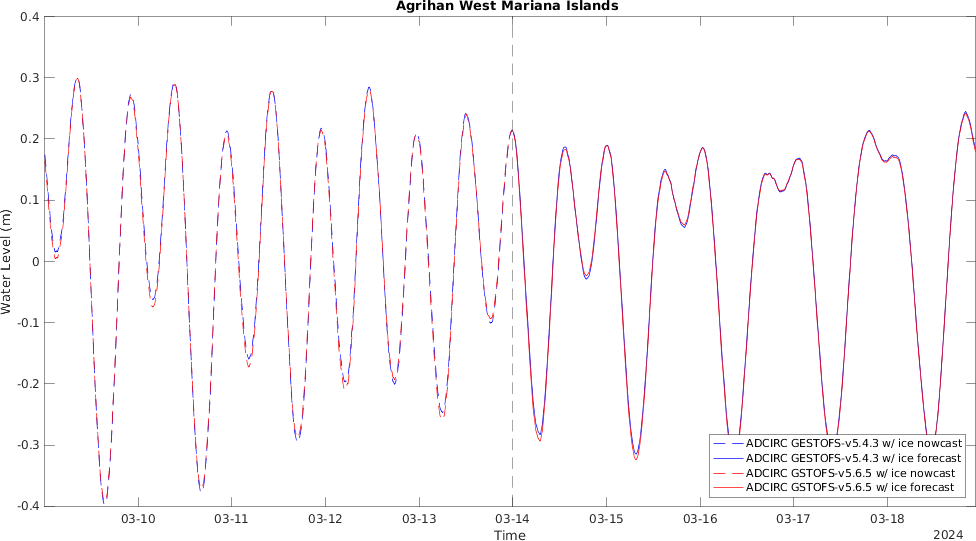 Agrihan West Mariana Islands
0.4
0.3
0.2
0.1
0
-0.1
-0.2
-0.3
-0.4
Water Level (m)
03-10
03-11
03-12
03-13
03-14
03-15
03-16
03-17
03-18
Time
2024
ADCIRC GESTOFS-v5.4.3 w/ ice nowcast
ADCIRC GESTOFS-v5.4.3 w/ ice forecast
ADCIRC GSTOFS-v5.6.5 w/ ice nowcast
ADCIRC GSTOFS-v5.6.5 w/ ice forecast